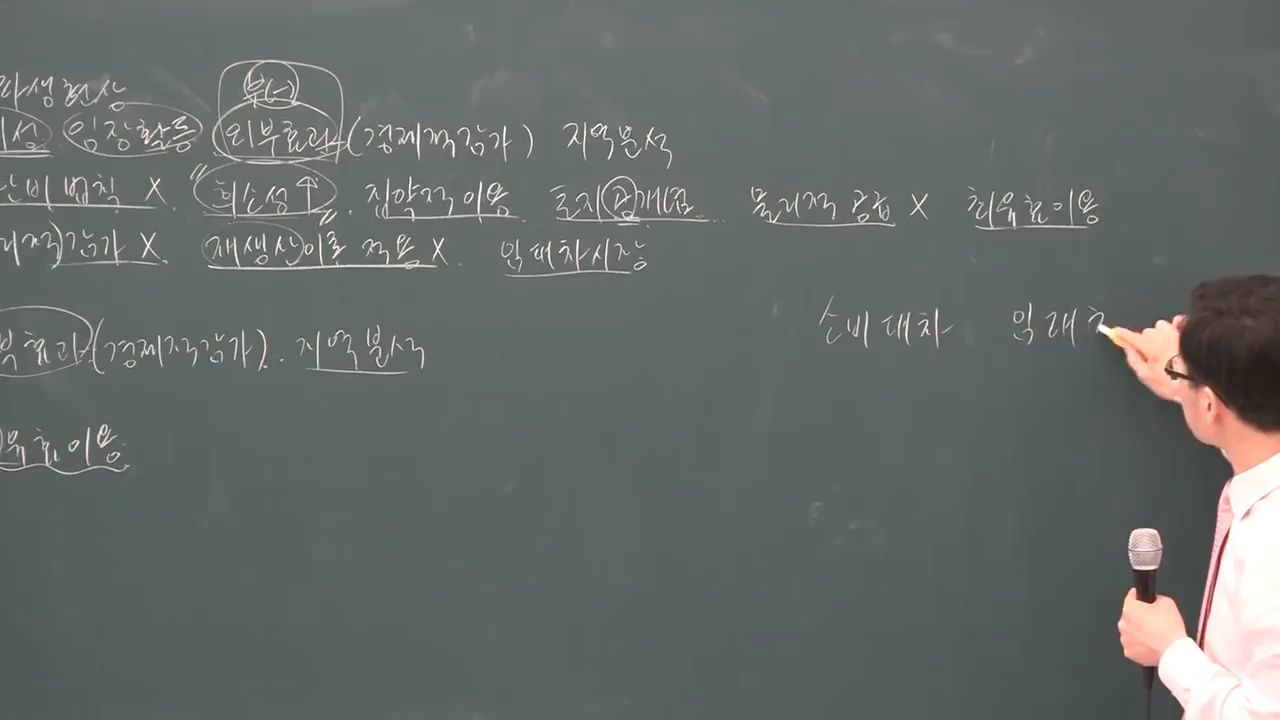 파생현상 부(-)
임장활동 외부효과 (경제적감가) 지역분석
산비법칙 X "희소성↑". 집약적 이용 토지공개념 물리적 공급 X 최유효이용
감가 X 재생산이론 적용 X 임대차시장
효과 (경제적감가). 지역분석
소비대차 임대
유효이용